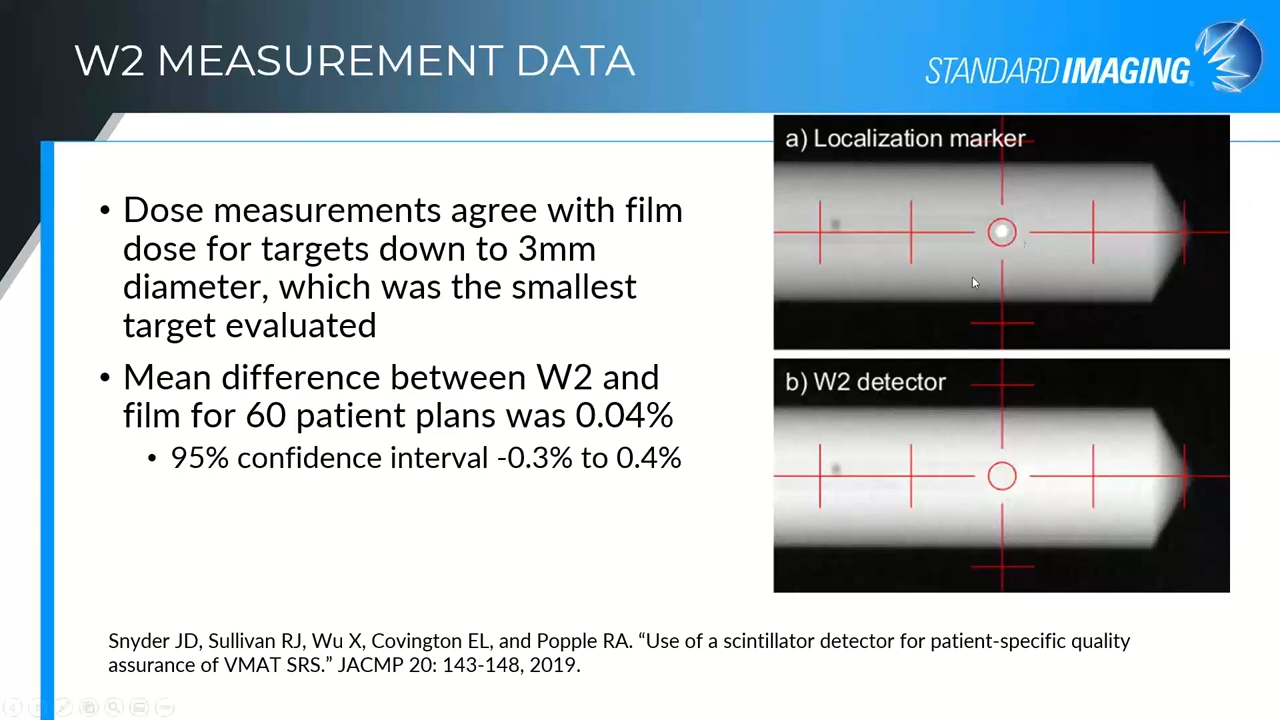 W2 MEASUREMENT DATA
STANDARD IMAGING
• Dose measurements agree with film
dose for targets down to 3mm
diameter, which was the smallest
target evaluated
• Mean difference between W2 and
film for 60 patient plans was 0.04%
• 95% confidence interval -0.3% to 0.4%
a) Localization marker
b) W2 detector
Snyder JD, Sullivan RJ, Wu X, Covington EL, and Popple RA. “Use of a scintillator detector for patient-specific quality
assurance of VMAT SRS.” JACMP 20: 143-148, 2019.